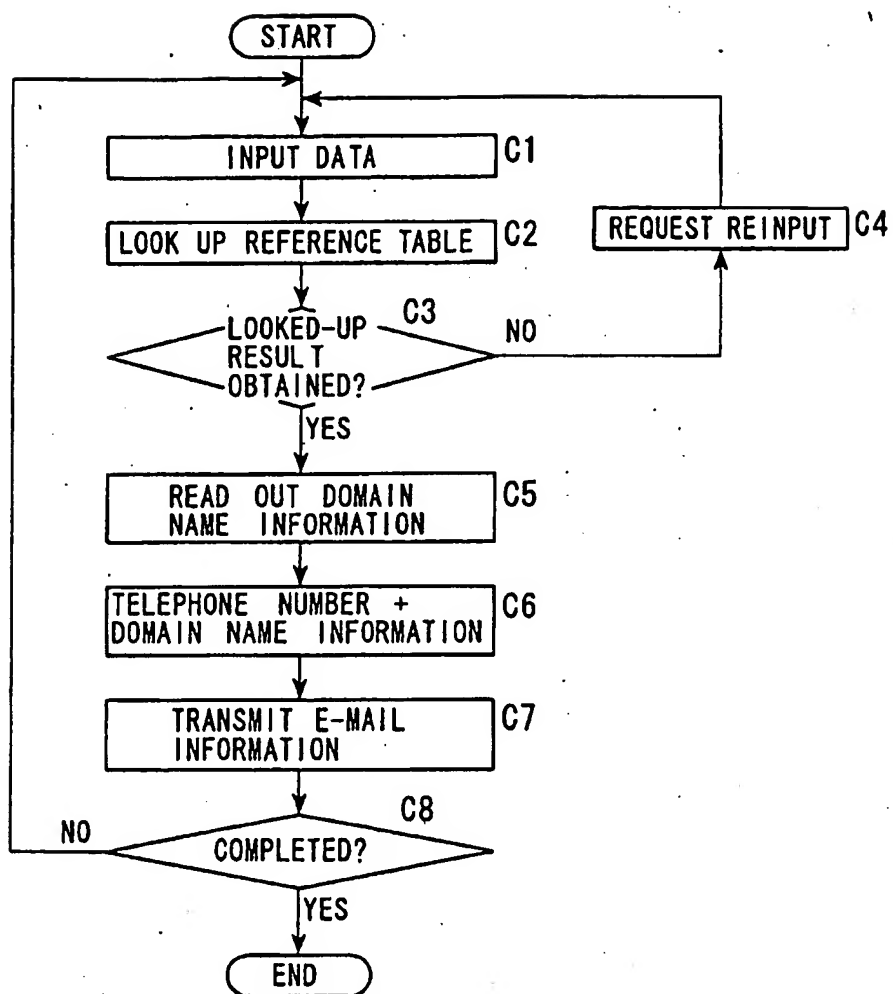 START
INPUT DATA C1
LOOK UP REFERENCE TABLE C2
REQUEST REINPUT C4
C3
LOOKED-UP
RESULT
OBTAINED?
NO
YES
READ OUT DOMAIN C5
NAME INFORMATION
TELEPHONE NUMBER + C6
DOMAIN NAME INFORMATION
TRANSMIT E-MAIL C7
INFORMATION
C8
NO
COMPLETED?
YES
END